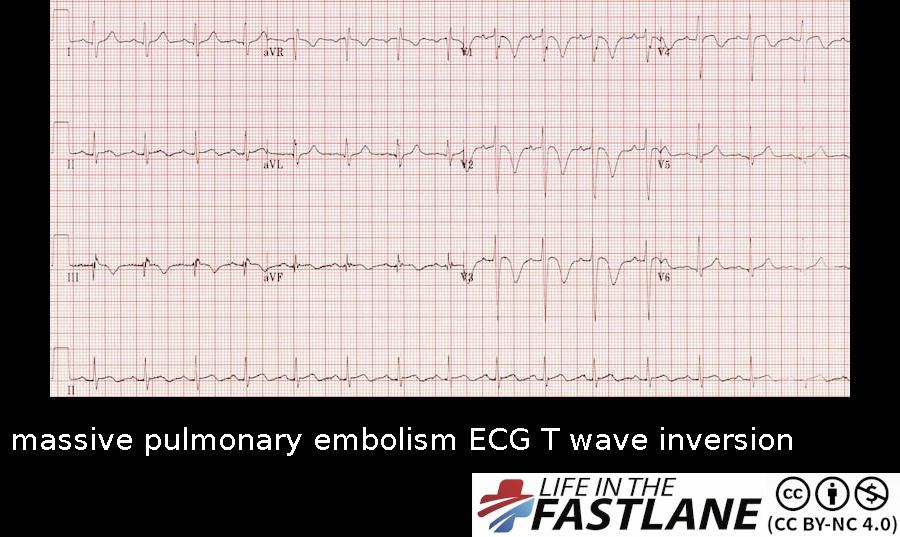 I aVR V1 V4
II aVL V2 V5
III aVF V3 V6
II
massive pulmonary embolism ECG T wave inversion
LIFE IN THE
FASTLANE
(CC BY-NC 4.0)
cc
$